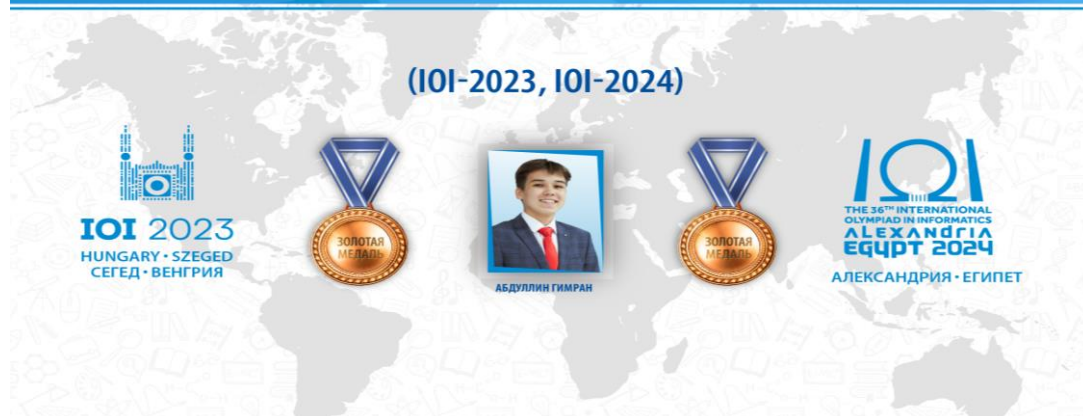 (IOI-2023, IOI-2024)
IOI 2023
HUNGARY • SZEGED
СЕГЕД • ВЕНГРИЯ
ЗОЛОТАЯ
МЕДАЛЬ
АБДУЛЛИН ГИМРАН
ЗОЛОТАЯ
МЕДАЛЬ
IOI
THE 36TH INTERNATIONAL
OLYMPIAD IN INFORMATICS
ALEXANDRIA
EGYPT 2024
АЛЕКСАНДРИЯ • ЕГИПЕТ